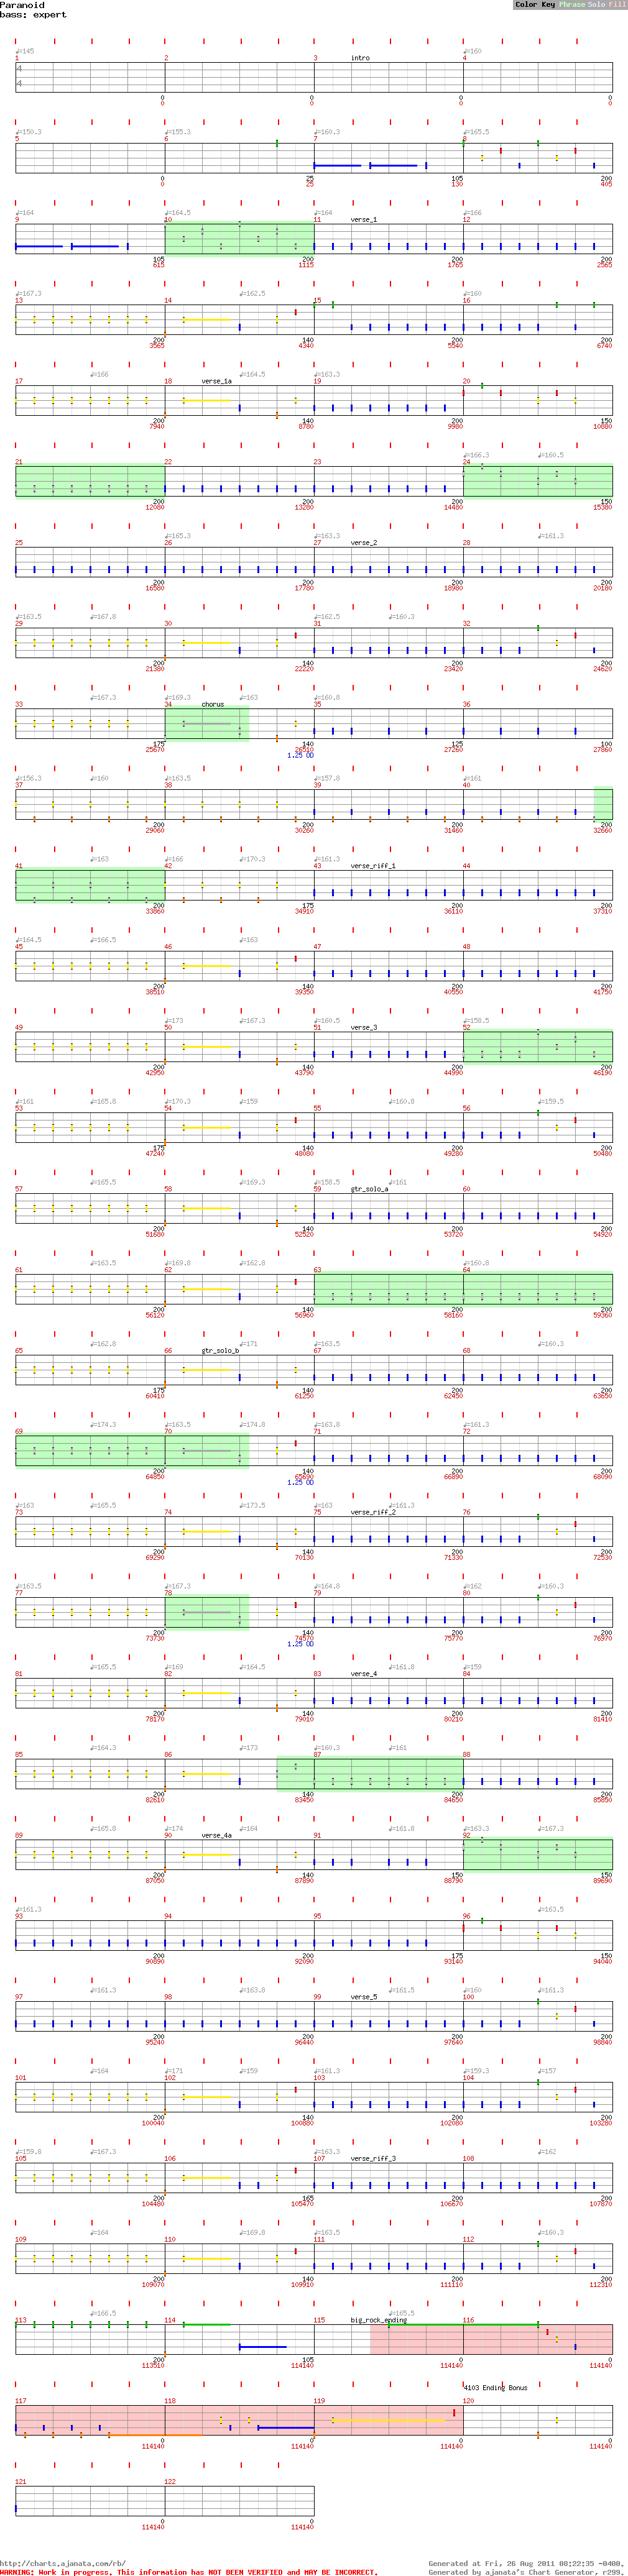 Paranoid Color Key Phrase Solo Fill
bass: expert
♩=145 ♩=160
1 2 3 intro 4
4
4
0 0 0 0
0 0 0 0
♩=150.3 ♩=155.3 ♩=160.3 ♩=165.5
5 6 7 8
0 25 105 200
0 25 130 405
♩=164 ♩=164.5 ♩=164 ♩=166
9 10 11 verse_1 12
105 200 200 200
615 1115 1765 2565
♩=167.3 ♩=162.5 ♩=160
13 14 15 16
200 140 200 200
3565 4340 5540 6740
♩=166 ♩=164.5 ♩=163.3
17 18 verse_1a 19 20
200 140 200 150
7940 8780 9980 10880
♩=166.3 ♩=160.5
21 22 23 24
200 200 200 150
12080 13280 14480 15380
♩=165.3 ♩=163.3 ♩=161.3
25 26 27 verse_2 28
200 200 200 200
16580 17780 18980 20180
♩=163.5 ♩=167.8 ♩=162.5 ♩=160.3
29 30 31 32
200 140 200 200
21380 22220 23420 24620
♩=167.3 ♩=169.3 ♩=163 ♩=160.8
33 34 chorus 35 36
175 140 125 100
25670 26510 27260 27860
1.25 OD
♩=156.3 ♩=160 ♩=163.5 ♩=157.8 ♩=161
37 38 39 40
200 200 200 200
29060 30260 31460 32660
♩=163 ♩=166 ♩=170.3 ♩=161.3
41 42 43 verse_riff_1 44
200 175 200 200
33860 34910 36110 37310
♩=164.5 ♩=166.5 ♩=163
45 46 47 48
200 140 200 200
38510 39350 40550 41750
♩=173 ♩=167.3 ♩=160.5 ♩=158.5
49 50 51 verse_3 52
200 140 200 200
42950 43790 44990 46190
♩=161 ♩=165.8 ♩=170.3 ♩=159 ♩=160.8 ♩=159.5
53 54 55 56
175 140 200 200
47240 48080 49280 50480
♩=165.5 ♩=169.3 ♩=158.5 ♩=161
57 58 59 gtr_solo_a 60
200 140 200 200
51680 52520 53720 54920
♩=163.5 ♩=169.8 ♩=162.8 ♩=160.8
61 62 63 64
200 140 200 200
56120 56960 58160 59360
♩=162.8 ♩=171 ♩=163.5 ♩=160.3
65 66 gtr_solo_b 67 68
175 140 200 200
60410 61250 62450 63650
♩=174.3 ♩=163.5 ♩=174.8 ♩=163.8 ♩=161.3
69 70 71 72
200 140 200 200
64850 65690 66890 68090
1.25 OD
♩=163 ♩=165.5 ♩=173.5 ♩=163 ♩=161.3
73 74 75 verse_riff_2 76
200 140 200 200
69290 70130 71330 72530
♩=163.5 ♩=167.3 ♩=164.8 ♩=162 ♩=160.3
77 78 79 80
200 140 200 200
73730 74570 75770 76970
1.25 OD
♩=165.5 ♩=169 ♩=164.5 ♩=161.8 ♩=159
81 82 83 verse_4 84
200 140 200 200
78170 79010 80210 81410
♩=164.3 ♩=173 ♩=160.3 ♩=161
85 86 87 88
200 140 200 200
82610 83450 84650 85850
♩=165.8 ♩=174 ♩=164 ♩=161.8 ♩=163.3 ♩=167.3
89 90 verse_4a 91 92
200 140 150 150
87050 87890 88790 89690
♩=161.3 ♩=163.5
93 94 95 96
200 200 175 150
90890 92090 93140 94040
♩=161.3 ♩=163.8 ♩=161.5 ♩=160 ♩=161.3
97 98 99 verse_5 100
200 200 200 200
95240 96440 97640 98840
♩=164 ♩=171 ♩=159 ♩=161.3 ♩=159.3 ♩=157
101 102 103 104
200 140 200 200
100040 100880 102080 103280
♩=159.8 ♩=167.3 ♩=163.3 ♩=162
105 106 107 verse_riff_3 108
200 165 200 200
104480 105470 106670 107870
♩=164 ♩=169.8 ♩=163.5 ♩=160.3
109 110 111 112
200 140 200 200
109070 109910 111110 112310
♩=166.5 ♩=165.5
113 114 115 big_rock_ending 116
200 105 0 0
113510 114140 114140 114140
4103 Ending Bonus
117 118 119 120
0 0 0 0
114140 114140 114140 114140
121 122
0 0
114140 114140
http://charts.ajanata.com/rb/ Generated at Fri, 26 Aug 2011 08:22:35 -0400.
WARNING: Work in progress. This information has NOT BEEN VERIFIED and MAY BE INCORRECT. Generated by ajanata's Chart Generator, r299.